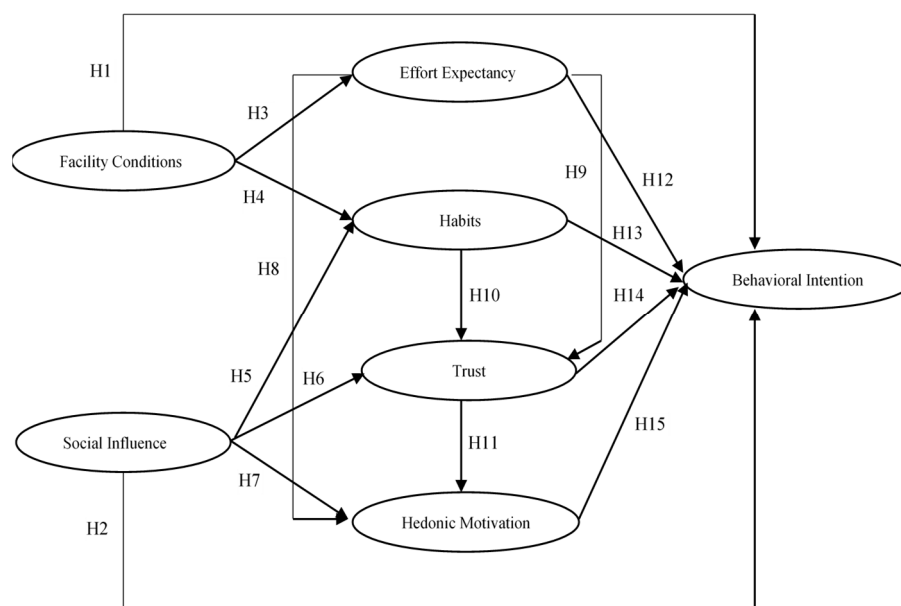 H1
Effort Expectancy
H3
Facility Conditions
H9
H12
H4
Habits
H13
H8
Behavioral Intention
H10
H14
H5
H6
Trust
H15
H11
Social Influence
H7
Hedonic Motivation
H2